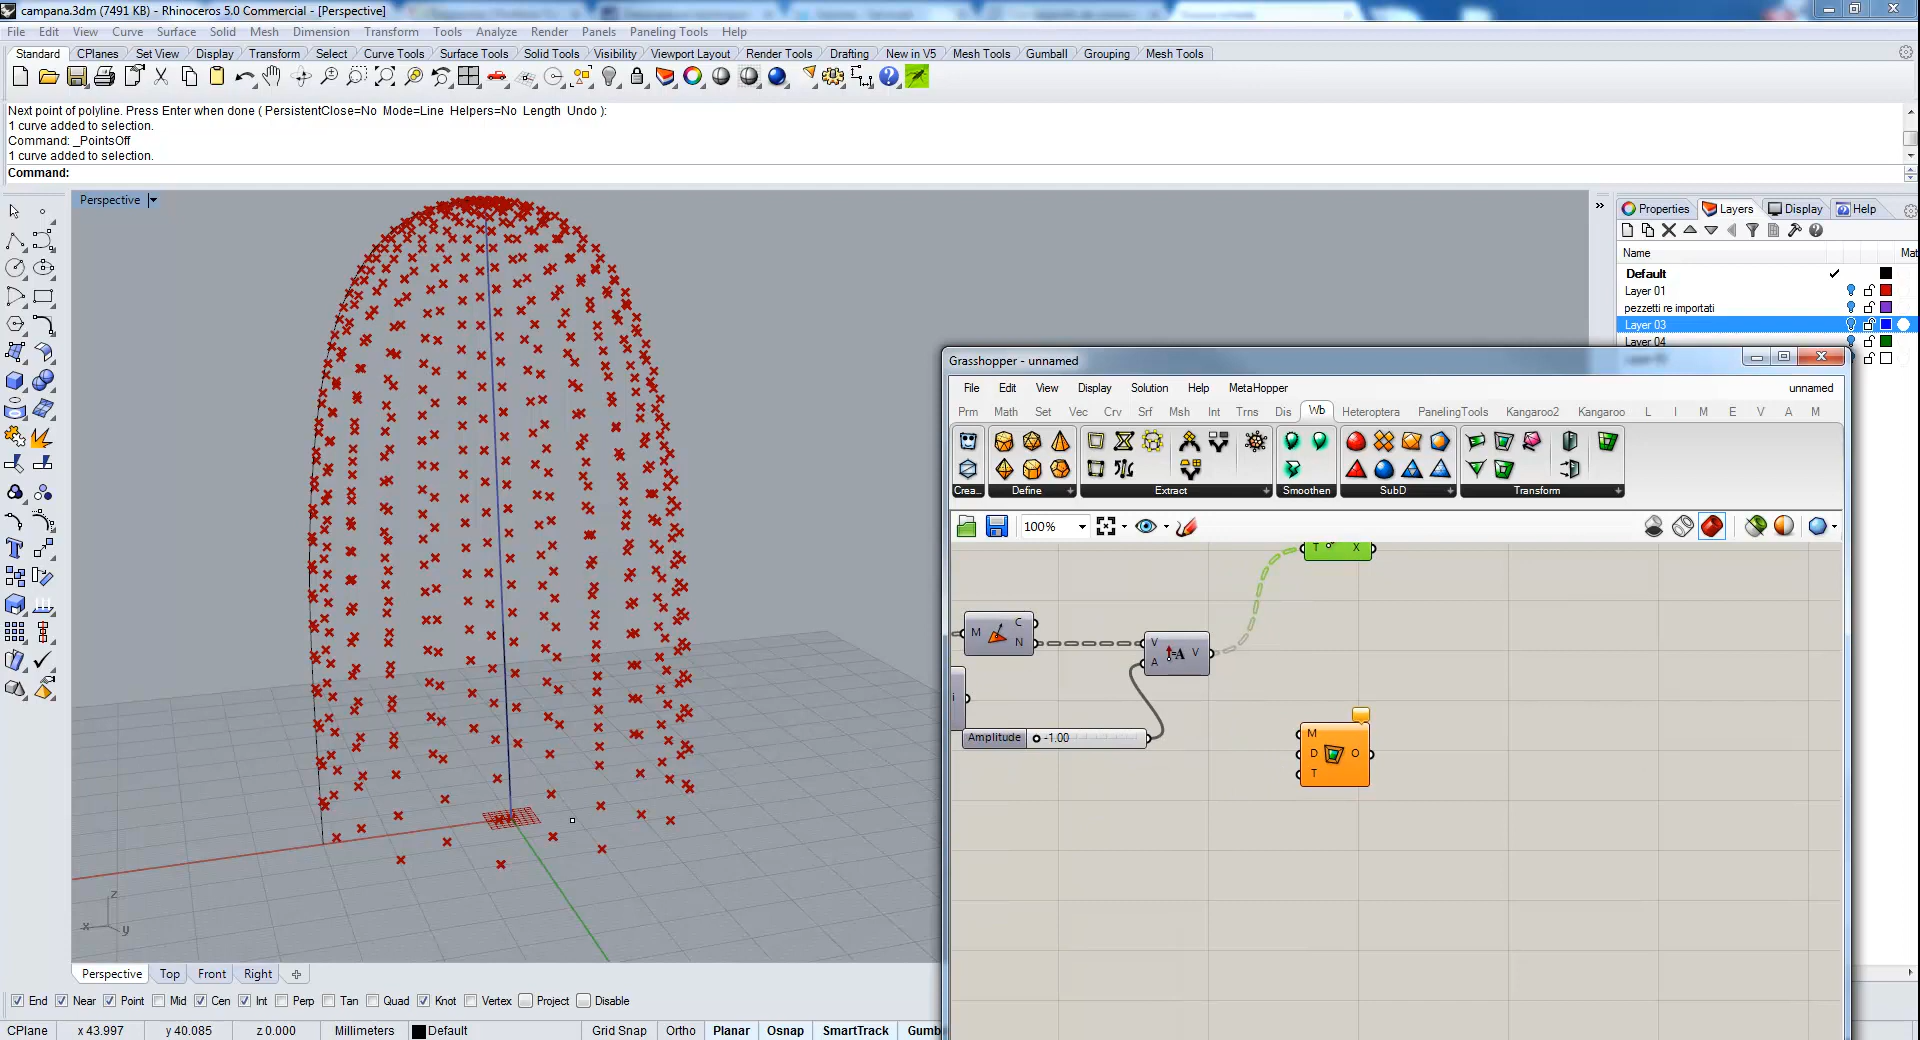 campana.3dm (7491 KB) - Rhinoceros 5.0 Commercial - [Perspective]
File Edit View Curve Surface Solid Mesh Dimension Transform Tools Analyze Render Panels Paneling Tools Help
Standard CPlanes Set View Display Transform Select Curve Tools Surface Tools Solid Tools Visibility Viewport Layout Render Tools Drafting New in V5 Mesh Tools Gumball Grouping Mesh Tools
Next point of polyline. Press Enter when done ( PersistentClose=No Mode=Line Helpers=No Length Undo ):
1 curve added to selection.
Command: _PointsOff
1 curve added to selection.
Command:
Perspective
» Properties Layers Display Help
Name Mat
Default
Layer 01
pezzetti re importati
Layer 03
Layer 04
Grasshopper - unnamed
File Edit View Display Solution Help MetaHopper unnamed
Prm Math Set Vec Crv Srf Msh Int Trns Dis Wb Heteroptera PanelingTools Kangaroo2 Kangaroo L I M E V A M
Crea... Define Extract Smoothen SubD Transform
100%
T X
M C
N
V
A
V
i
Amplitude -1.00
M
D O
T
z
x y
Perspective Top Front Right
End Near Point Mid Cen Int Perp Tan Quad Knot Vertex Project Disable
CPlane x 43.997 y 40.085 z 0.000 Millimeters Default Grid Snap Ortho Planar Osnap SmartTrack Gumb